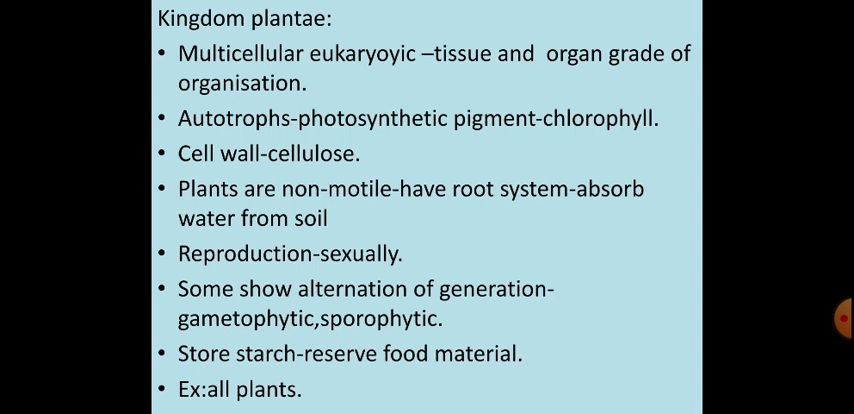 Kingdom plantae:
• Multicellular eukaryoyic –tissue and  organ grade of
organisation.
• Autotrophs-photosynthetic pigment-chlorophyll.
• Cell wall-cellulose.
• Plants are non-motile-have root system-absorb
water from soil
• Reproduction-sexually.
• Some show alternation of generation-
gametophytic,sporophytic.
• Store starch-reserve food material.
• Ex:all plants.